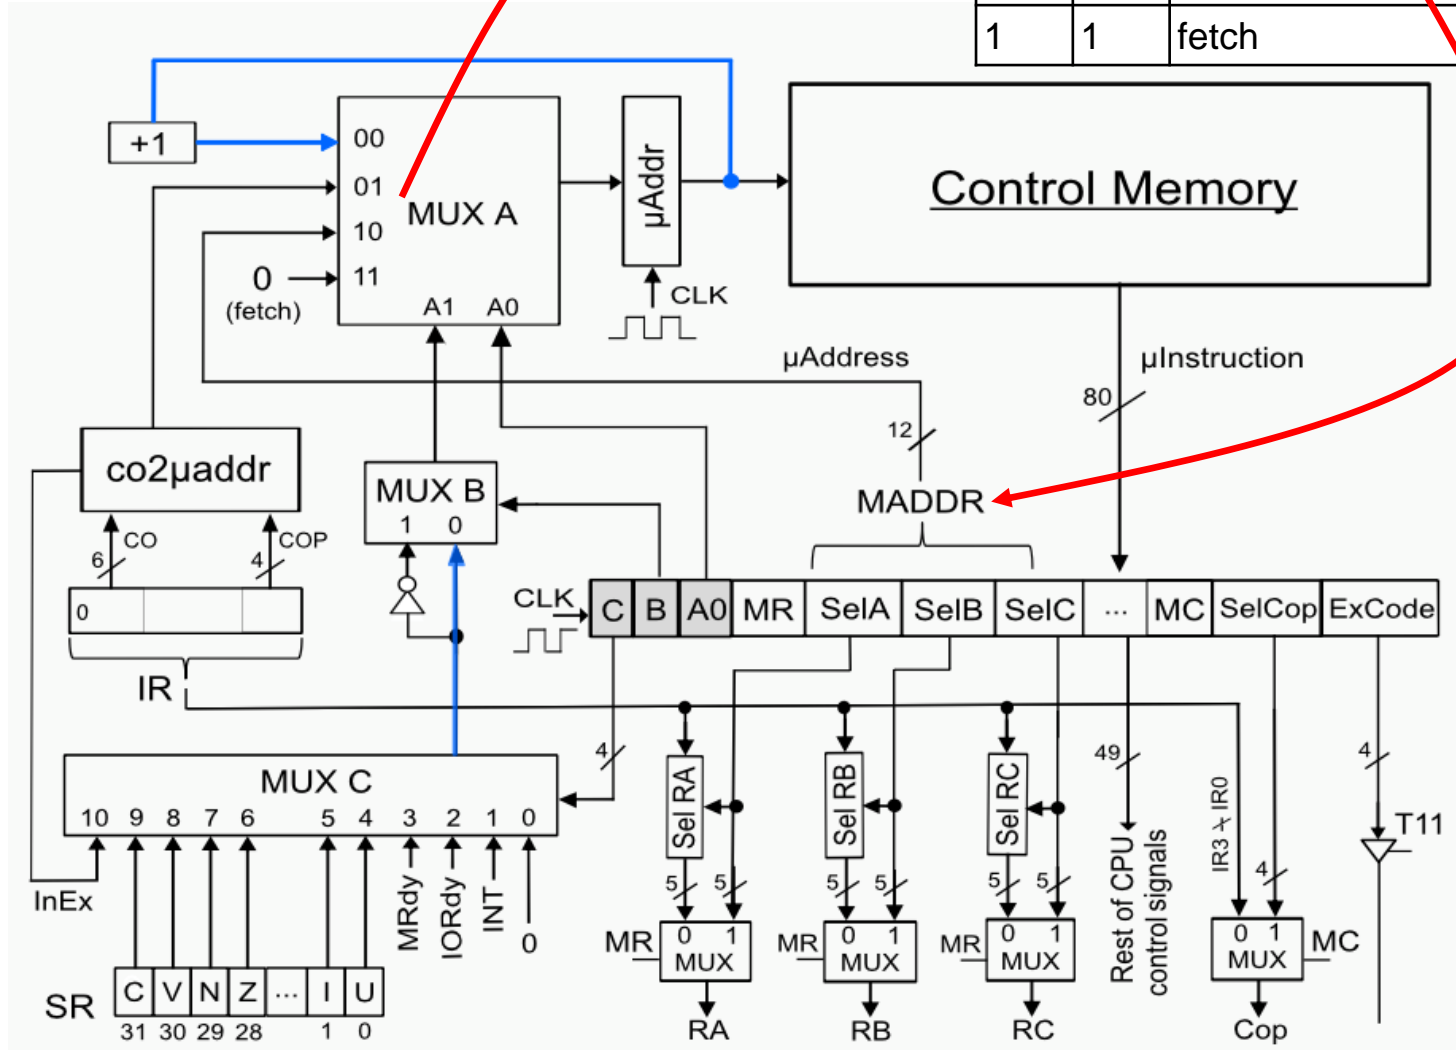 1 1 fetch
+1
00
01
10
11
MUX A
A1 A0
0
(fetch)
µAddr
CLK
Control Memory
µAddress
µInstruction
80
12
co2µaddr
MUX B
1 0
MADDR
CO
6
COP
4
0
IR
CLK
C B A0 MR SelA SelB SelC ... MC SelCop ExCode
MUX C
10 9 8 7 6 5 4 3 2 1 0
4
InEx
MRdy
IORdy
INT
0
SR
C V N Z ... I U
31 30 29 28 1 0
Sel RA
5 5
MR
0 1
MUX
RA
Sel RB
5 5
MR
0 1
MUX
RB
Sel RC
5 5
MR
0 1
MUX
RC
49
Rest of CPU
control signals
IR3 IR0
4
0 1
MUX
MC
Cop
4
T11